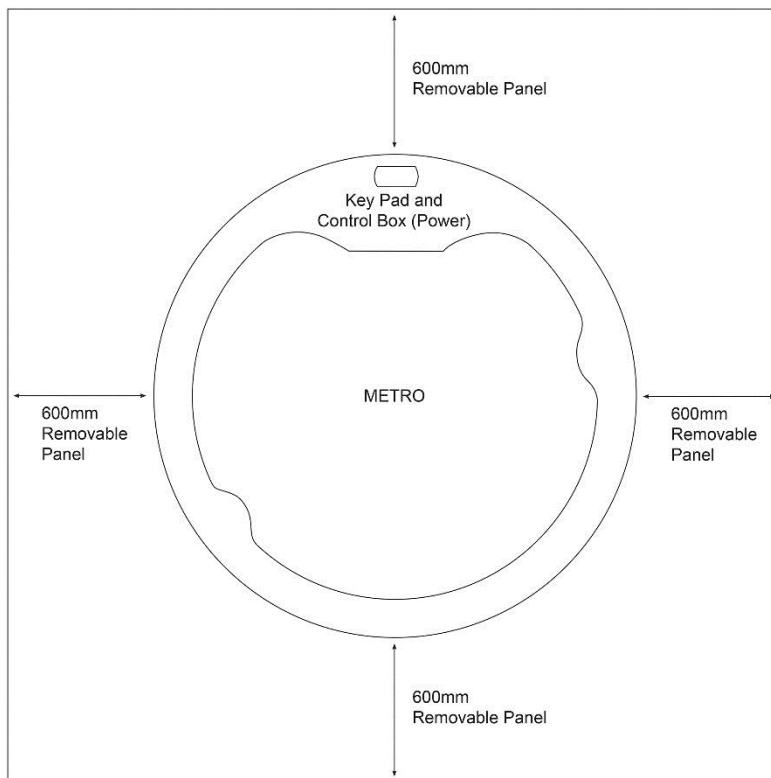 600mm
Removable Panel
Key Pad and
Control Box (Power)
METRO
600mm
Removable
Panel
600mm
Removable
Panel
600mm
Removable Panel